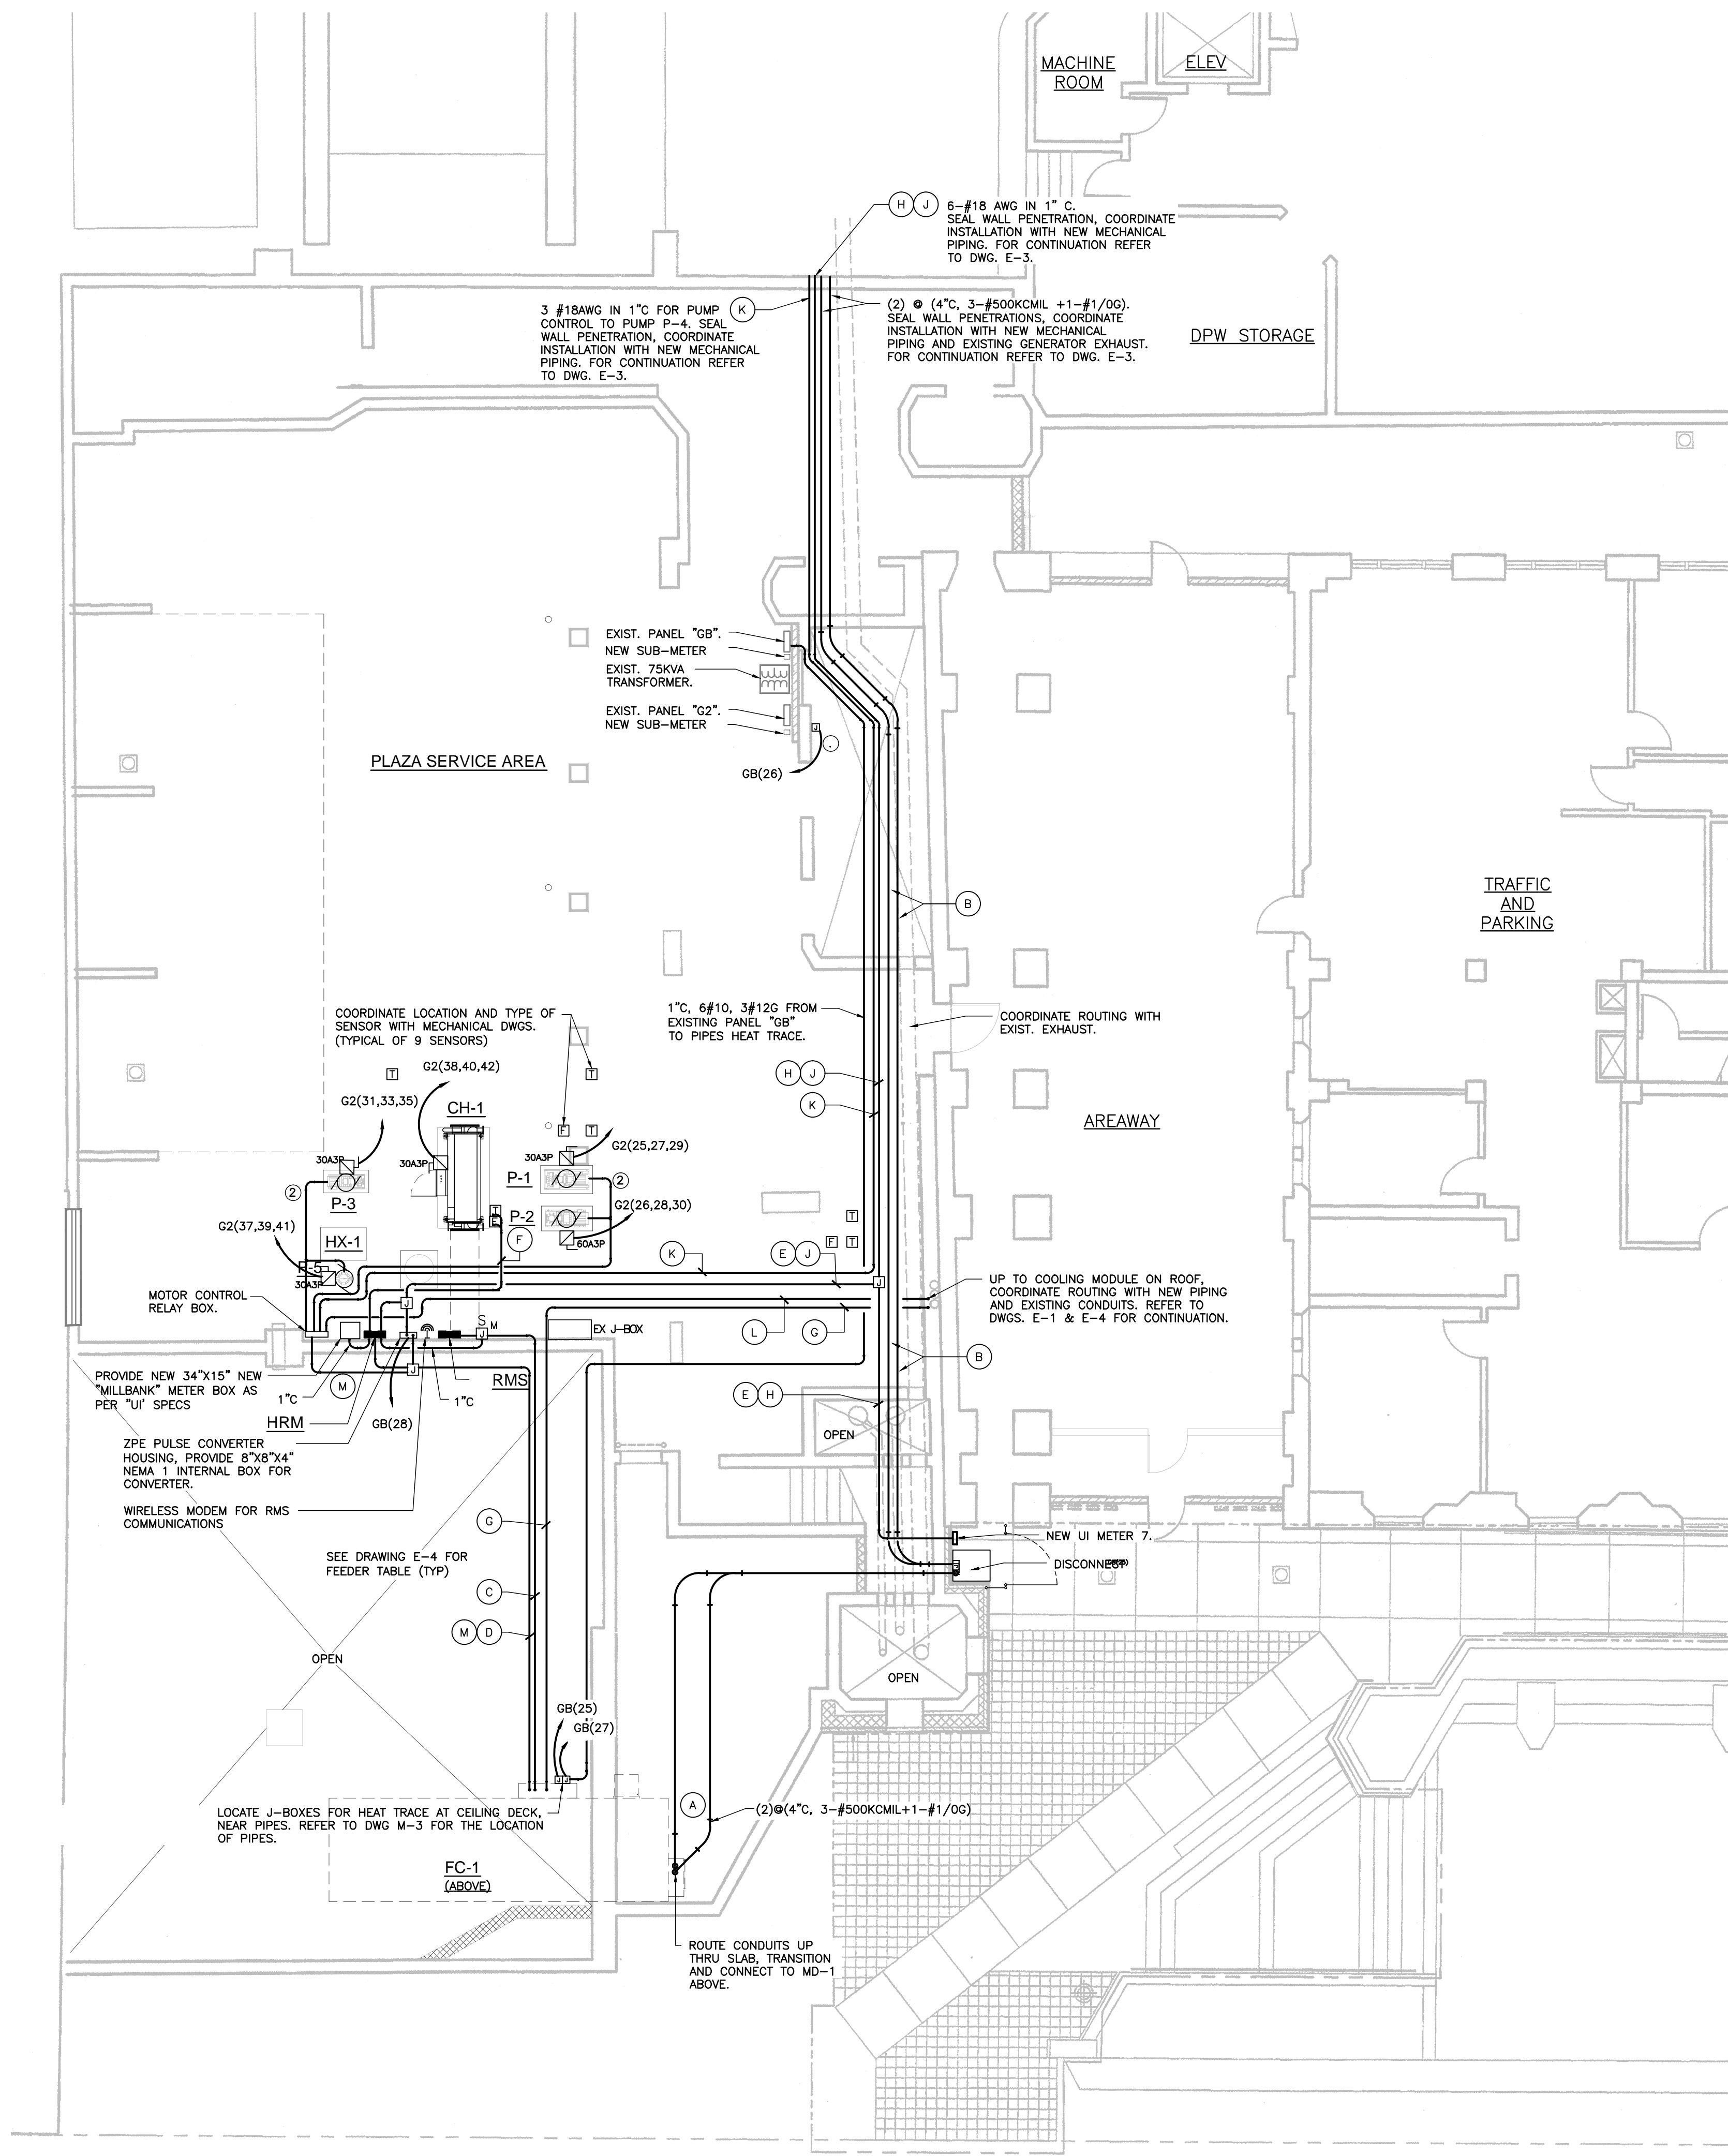 MACHINE
ROOM
ELEV
H J
6-#18 AWG IN 1" C.
SEAL WALL PENETRATION, COORDINATE
INSTALLATION WITH NEW MECHANICAL
PIPING. FOR CONTINUATION REFER
TO DWG. E-3.
3 #18AWG IN 1"C FOR PUMP
CONTROL TO PUMP P-4. SEAL
WALL PENETRATION, COORDINATE
INSTALLATION WITH NEW MECHANICAL
PIPING. FOR CONTINUATION REFER
TO DWG. E-3.
K
(2) @ (4"C, 3-#500KCMIL +1-#1/0G).
SEAL WALL PENETRATIONS, COORDINATE
INSTALLATION WITH NEW MECHANICAL
PIPING AND EXISTING GENERATOR EXHAUST.
FOR CONTINUATION REFER TO DWG. E-3.
DPW STORAGE
EXIST. PANEL "GB".
NEW SUB-METER
EXIST. 75KVA
TRANSFORMER.
EXIST. PANEL "G2".
NEW SUB-METER
J
GB(26)
PLAZA SERVICE AREA
TRAFFIC
AND
PARKING
B
COORDINATE LOCATION AND TYPE OF
SENSOR WITH MECHANICAL DWGS.
(TYPICAL OF 9 SENSORS)
1"C, 6#10, 3#12G FROM
EXISTING PANEL "GB"
TO PIPES HEAT TRACE.
COORDINATE ROUTING WITH
EXIST. EXHAUST.
T
T
G2(38,40,42)
G2(31,33,35)
CH-1
H J
K
AREAWAY
F
T
G2(25,27,29)
30A3P
30A3P
30A3P
P-1
2
2
P-3
P-2
G2(26,28,30)
60A3P
T
F
T
F
T
G2(37,39,41)
HX-1
F
P-5
30A3P
K
E J
J
MOTOR CONTROL
RELAY BOX.
J
UP TO COOLING MODULE ON ROOF,
COORDINATE ROUTING WITH NEW PIPING
AND EXISTING CONDUITS. REFER TO
DWGS. E-1 & E-4 FOR CONTINUATION.
L
G
EX J-BOX
J
S M
B
PROVIDE NEW 34"X15" NEW
"MILLBANK" METER BOX AS
PER "UI' SPECS
1"C
M
J
RMS
1"C
HRM
GB(28)
E H
OPEN
ZPE PULSE CONVERTER
HOUSING, PROVIDE 8"X8"X4"
NEMA 1 INTERNAL BOX FOR
CONVERTER.
WIRELESS MODEM FOR RMS
COMMUNICATIONS
G
NEW UI METER 7.
DISCONNECT
SEE DRAWING E-4 FOR
FEEDER TABLE (TYP)
C
M D
OPEN
OPEN
GB(25)
GB(27)
J J
LOCATE J-BOXES FOR HEAT TRACE AT CEILING DECK,
NEAR PIPES. REFER TO DWG M-3 FOR THE LOCATION
OF PIPES.
A
(2)@(4"C, 3-#500KCMIL+1-#1/0G)
FC-1
(ABOVE)
ROUTE CONDUITS UP
THRU SLAB, TRANSITION
AND CONNECT TO MD-1
ABOVE.